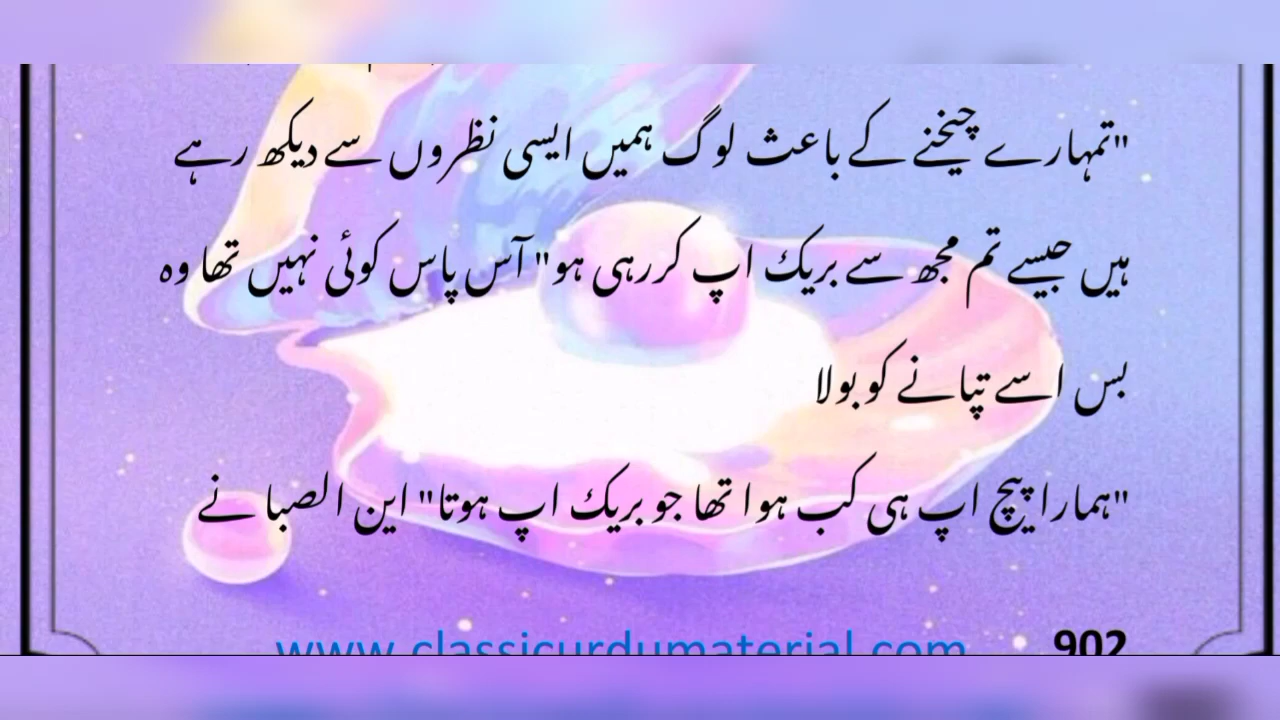 "تمہارے چیخنے کے باعث لوگ ہمیں ایسی نظروں سے دیکھ رہے
ہیں جیسے تم مجھ سے بریک اپ کررہی ہو" آس پاس کوئی نہیں تھا وہ
بس اسے تپانے کو بولا
"ہمارا پیچ اپ ہی کب ہوا تھا جو بریک اپ ہوتا" این الصبا نے
www.classicurdumaterial.com 902